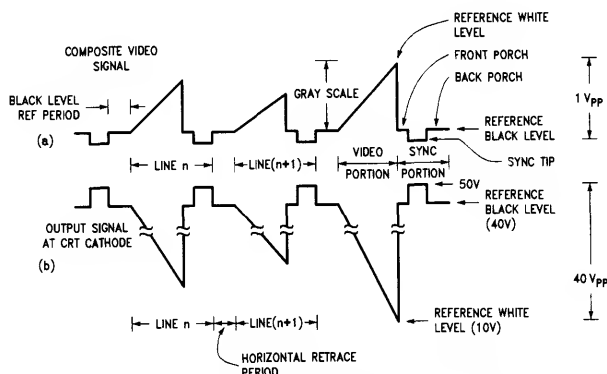 REFERENCE WHITE
LEVEL
COMPOSITE VIDEO
SIGNAL
FRONT PORCH
BACK PORCH
BLACK LEVEL
REF PERIOD
GRAY SCALE
1 VPP
(a)
REFERENCE
BLACK LEVEL
SYNC TIP
LINE n
LINE(n+1)
VIDEO
PORTION
SYNC
PORTION
50V
REFERENCE
BLACK LEVEL
(40V)
OUTPUT SIGNAL
AT CRT CATHODE
(b)
40 VPP
LINE n
LINE(n+1)
REFERENCE WHITE
LEVEL (10V)
HORIZONTAL RETRACE
PERIOD